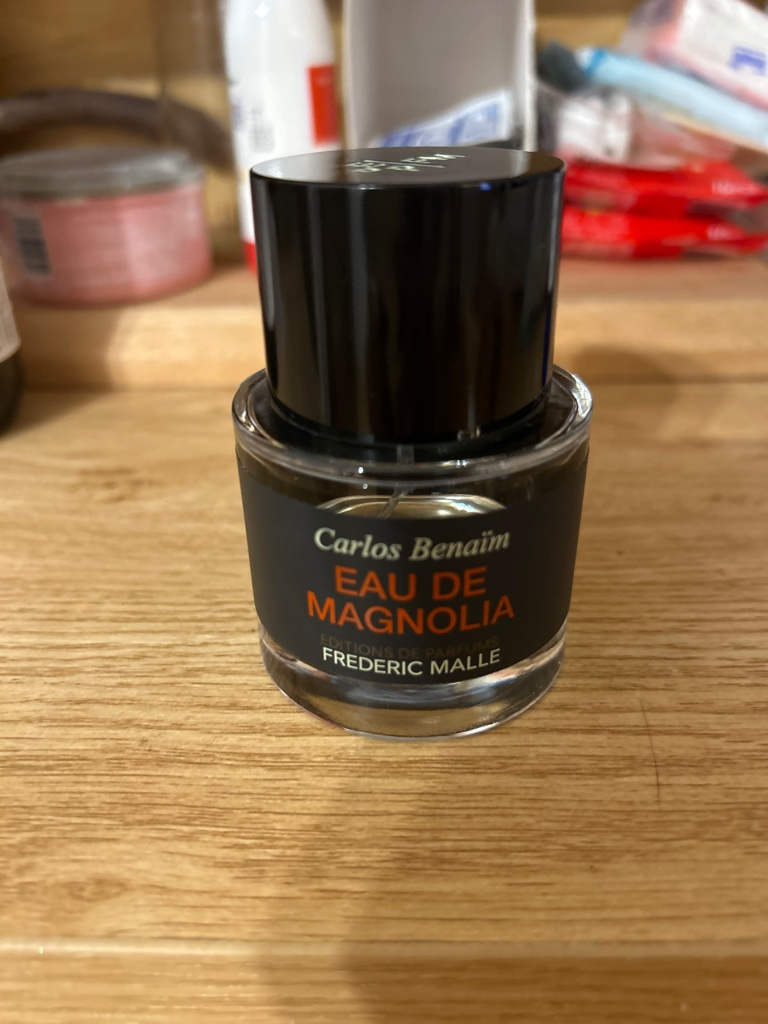 Carlos Benaïm
EAU DE
MAGNOLIA
EDITIONS DE PARFUMS
FREDERIC MALLE